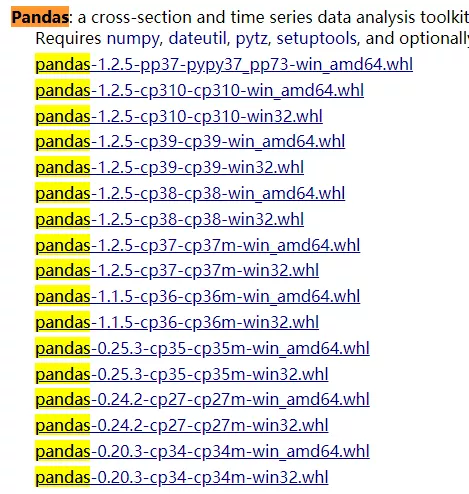 Pandas: a cross-section and time series data analysis toolkit
Requires numpy, dateutil, pytz, setuptools, and optionally
pandas-1.2.5-pp37-pypy37_pp73-win_amd64.whl
pandas-1.2.5-cp310-cp310-win_amd64.whl
pandas-1.2.5-cp310-cp310-win32.whl
pandas-1.2.5-cp39-cp39-win_amd64.whl
pandas-1.2.5-cp39-cp39-win32.whl
pandas-1.2.5-cp38-cp38-win_amd64.whl
pandas-1.2.5-cp38-cp38-win32.whl
pandas-1.2.5-cp37-cp37m-win_amd64.whl
pandas-1.2.5-cp37-cp37m-win32.whl
pandas-1.1.5-cp36-cp36m-win_amd64.whl
pandas-1.1.5-cp36-cp36m-win32.whl
pandas-0.25.3-cp35-cp35m-win_amd64.whl
pandas-0.25.3-cp35-cp35m-win32.whl
pandas-0.24.2-cp27-cp27m-win_amd64.whl
pandas-0.24.2-cp27-cp27m-win32.whl
pandas-0.20.3-cp34-cp34m-win_amd64.whl
pandas-0.20.3-cp34-cp34m-win32.whl